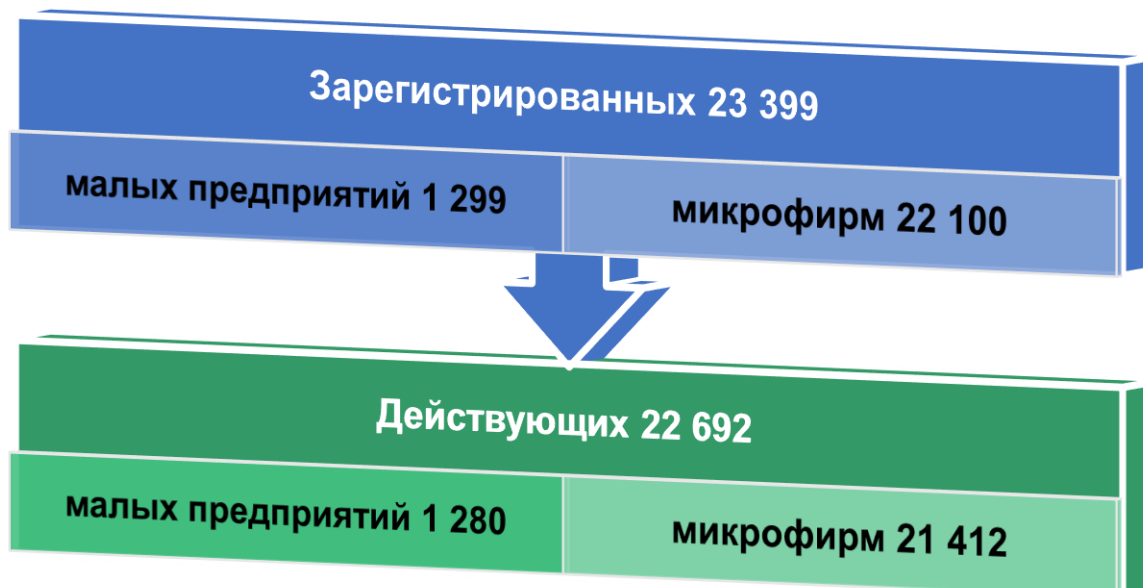 Зарегистрированных 23 399
малых предприятий 1 299
микрофирм 22 100
Действующих 22 692
малых предприятий 1 280
микрофирм 21 412